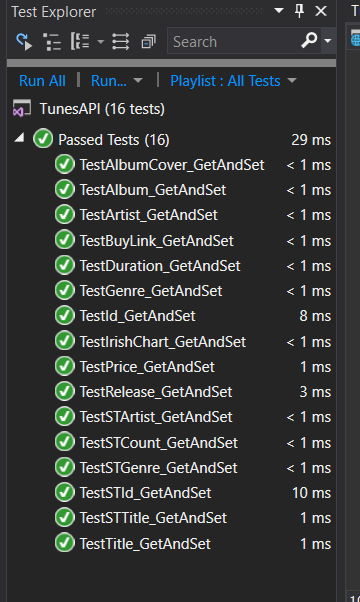 Test Explorer
Search
Run All | Run... | Playlist : All Tests
TunesAPI (16 tests)
Passed Tests (16) 29 ms
TestAlbumCover_GetAndSet < 1 ms
TestAlbum_GetAndSet < 1 ms
TestArtist_GetAndSet < 1 ms
TestBuyLink_GetAndSet < 1 ms
TestDuration_GetAndSet < 1 ms
TestGenre_GetAndSet < 1 ms
TestId_GetAndSet 8 ms
TestIrishChart_GetAndSet < 1 ms
TestPrice_GetAndSet 1 ms
TestRelease_GetAndSet 3 ms
TestSTArtist_GetAndSet < 1 ms
TestSTCount_GetAndSet < 1 ms
TestSTGenre_GetAndSet < 1 ms
TestSTId_GetAndSet 10 ms
TestSTTitle_GetAndSet 1 ms
TestTitle_GetAndSet 1 ms